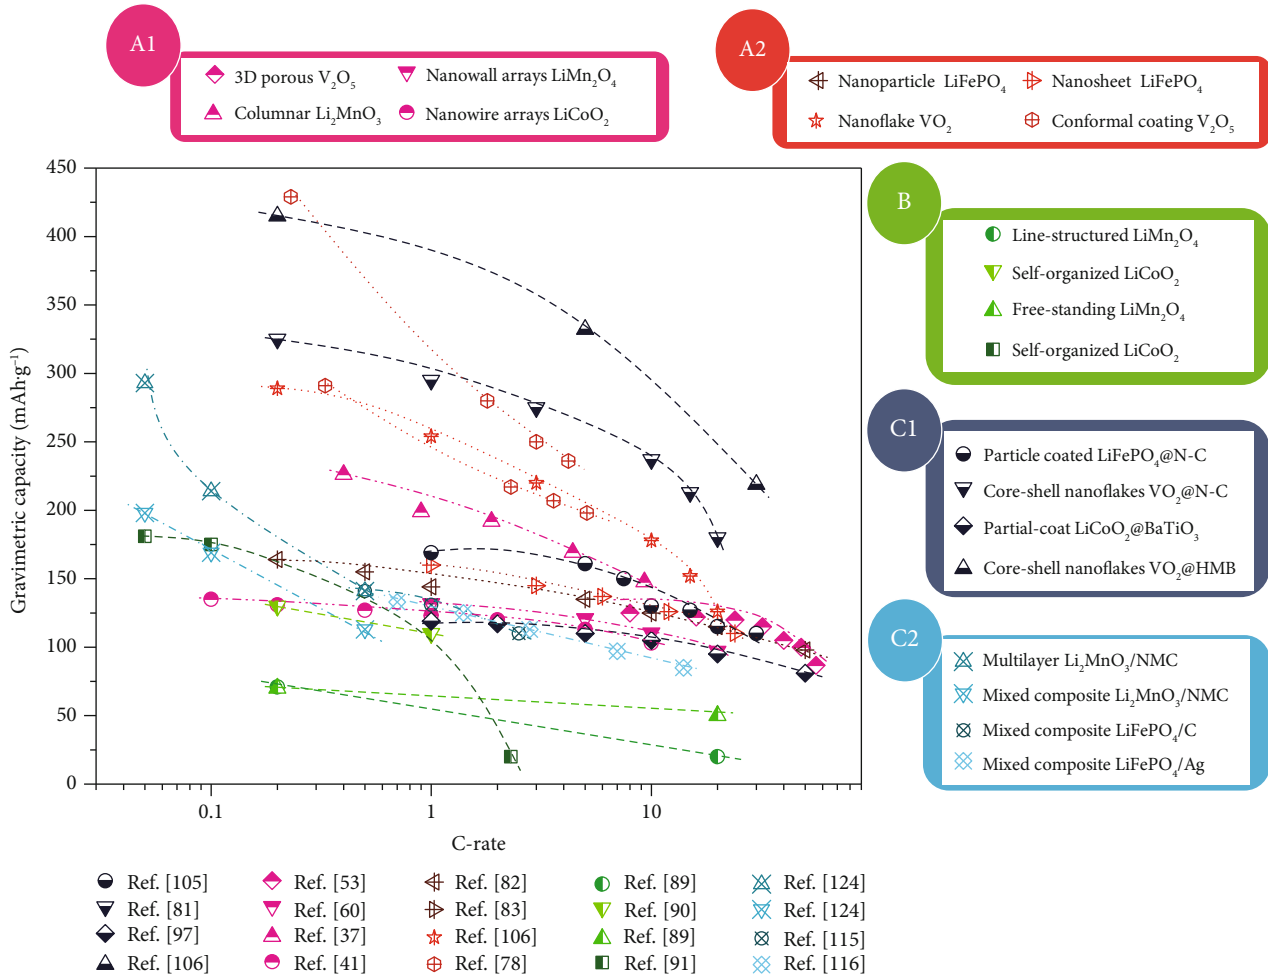 A1
3D porous V₂O₅
Nanowall arrays LiMn₂O₄
Columnar Li₂MnO₃
Nanowire arrays LiCoO₂
A2
Nanoparticle LiFePO₄
Nanosheet LiFePO₄
Nanoflake VO₂
Conformal coating V₂O₅
B
Line-structured LiMn₂O₄
Self-organized LiCoO₂
Free-standing LiMn₂O₄
Self-organized LiCoO₂
C1
Particle coated LiFePO₄@N-C
Core-shell nanoflakes VO₂@N-C
Partial-coat LiCoO₂@BaTiO₃
Core-shell nanoflakes VO₂@HMB
C2
Multilayer Li₂MnO₃/NMC
Mixed composite Li₂MnO₃/NMC
Mixed composite LiFePO₄/C
Mixed composite LiFePO₄/Ag
Gravimetric capacity (mAh·g⁻¹)
450
400
350
300
250
200
150
100
50
0
0.1
1
10
C-rate
Ref. [105]
Ref. [53]
Ref. [82]
Ref. [89]
Ref. [124]
Ref. [81]
Ref. [60]
Ref. [83]
Ref. [90]
Ref. [124]
Ref. [97]
Ref. [37]
Ref. [106]
Ref. [89]
Ref. [115]
Ref. [106]
Ref. [41]
Ref. [78]
Ref. [91]
Ref. [116]